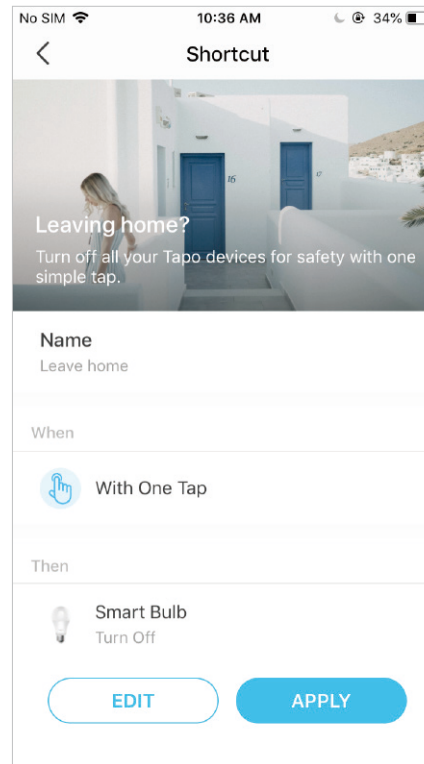 No SIM 10:36 AM 34%
Shortcut
16
17
Leaving home?
Turn off all your Tapo devices for safety with one
simple tap.
Name
Leave home
When
With One Tap
Then
Smart Bulb
Turn Off
EDIT APPLY